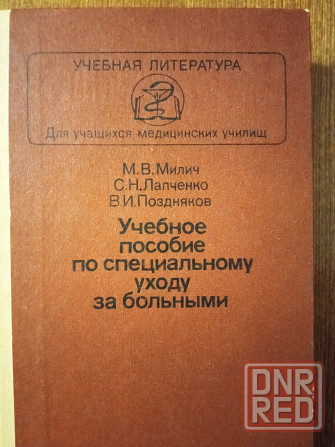 УЧЕБНАЯ ЛИТЕРАТУРА
Для учащихся медицинских училищ
М.В.Милич
С.Н.Лапченко
В.И.Поздняков
Учебное
пособие
по специальному
уходу
за больными
DNR
RED